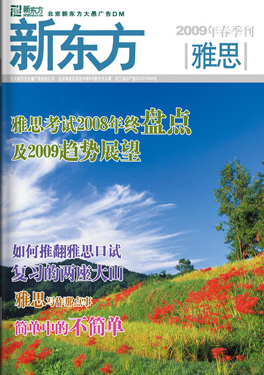 新东方 北京新东方大愚广告DM
2009年春季刊
新东方
雅思
雅思考试2008年终盘点
及2009趋势展望
如何推翻雅思口试
复习的两座大山
雅思写作那点事
简单中的不简单